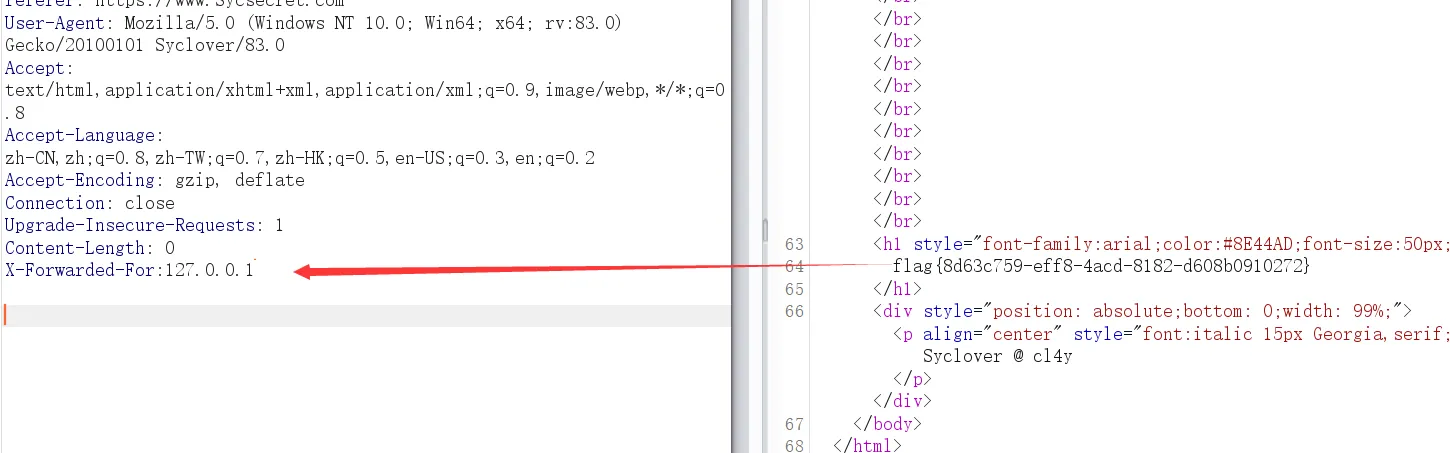 Referer: https://www.Sycsecret.com
User-Agent: Mozilla/5.0 (Windows NT 10.0; Win64; x64; rv:83.0)
Gecko/20100101 Syclover/83.0
Accept:
text/html,application/xhtml+xml,application/xml;q=0.9,image/webp,*/*;q=0
.8
Accept-Language:
zh-CN,zh;q=0.8,zh-TW;q=0.7,zh-HK;q=0.5,en-US;q=0.3,en;q=0.2
Accept-Encoding: gzip, deflate
Connection: close
Upgrade-Insecure-Requests: 1
Content-Length: 0
X-Forwarded-For:127.0.0.1
</br>
</br>
</br>
</br>
</br>
</br>
</br>
</br>
</br>
</br>
</br>
63 <h1 style="font-family:arial;color:#8E44AD;font-size:50px;
64 flag{8d63c759-eff8-4acd-8182-d608b0910272}
65 </h1>
66 <div style="position: absolute;bottom: 0;width: 99%;">
<p align="center" style="font:italic 15px Georgia,serif;
Syclover @ cl4y
</p>
</div>
67 </body>
68 </html>